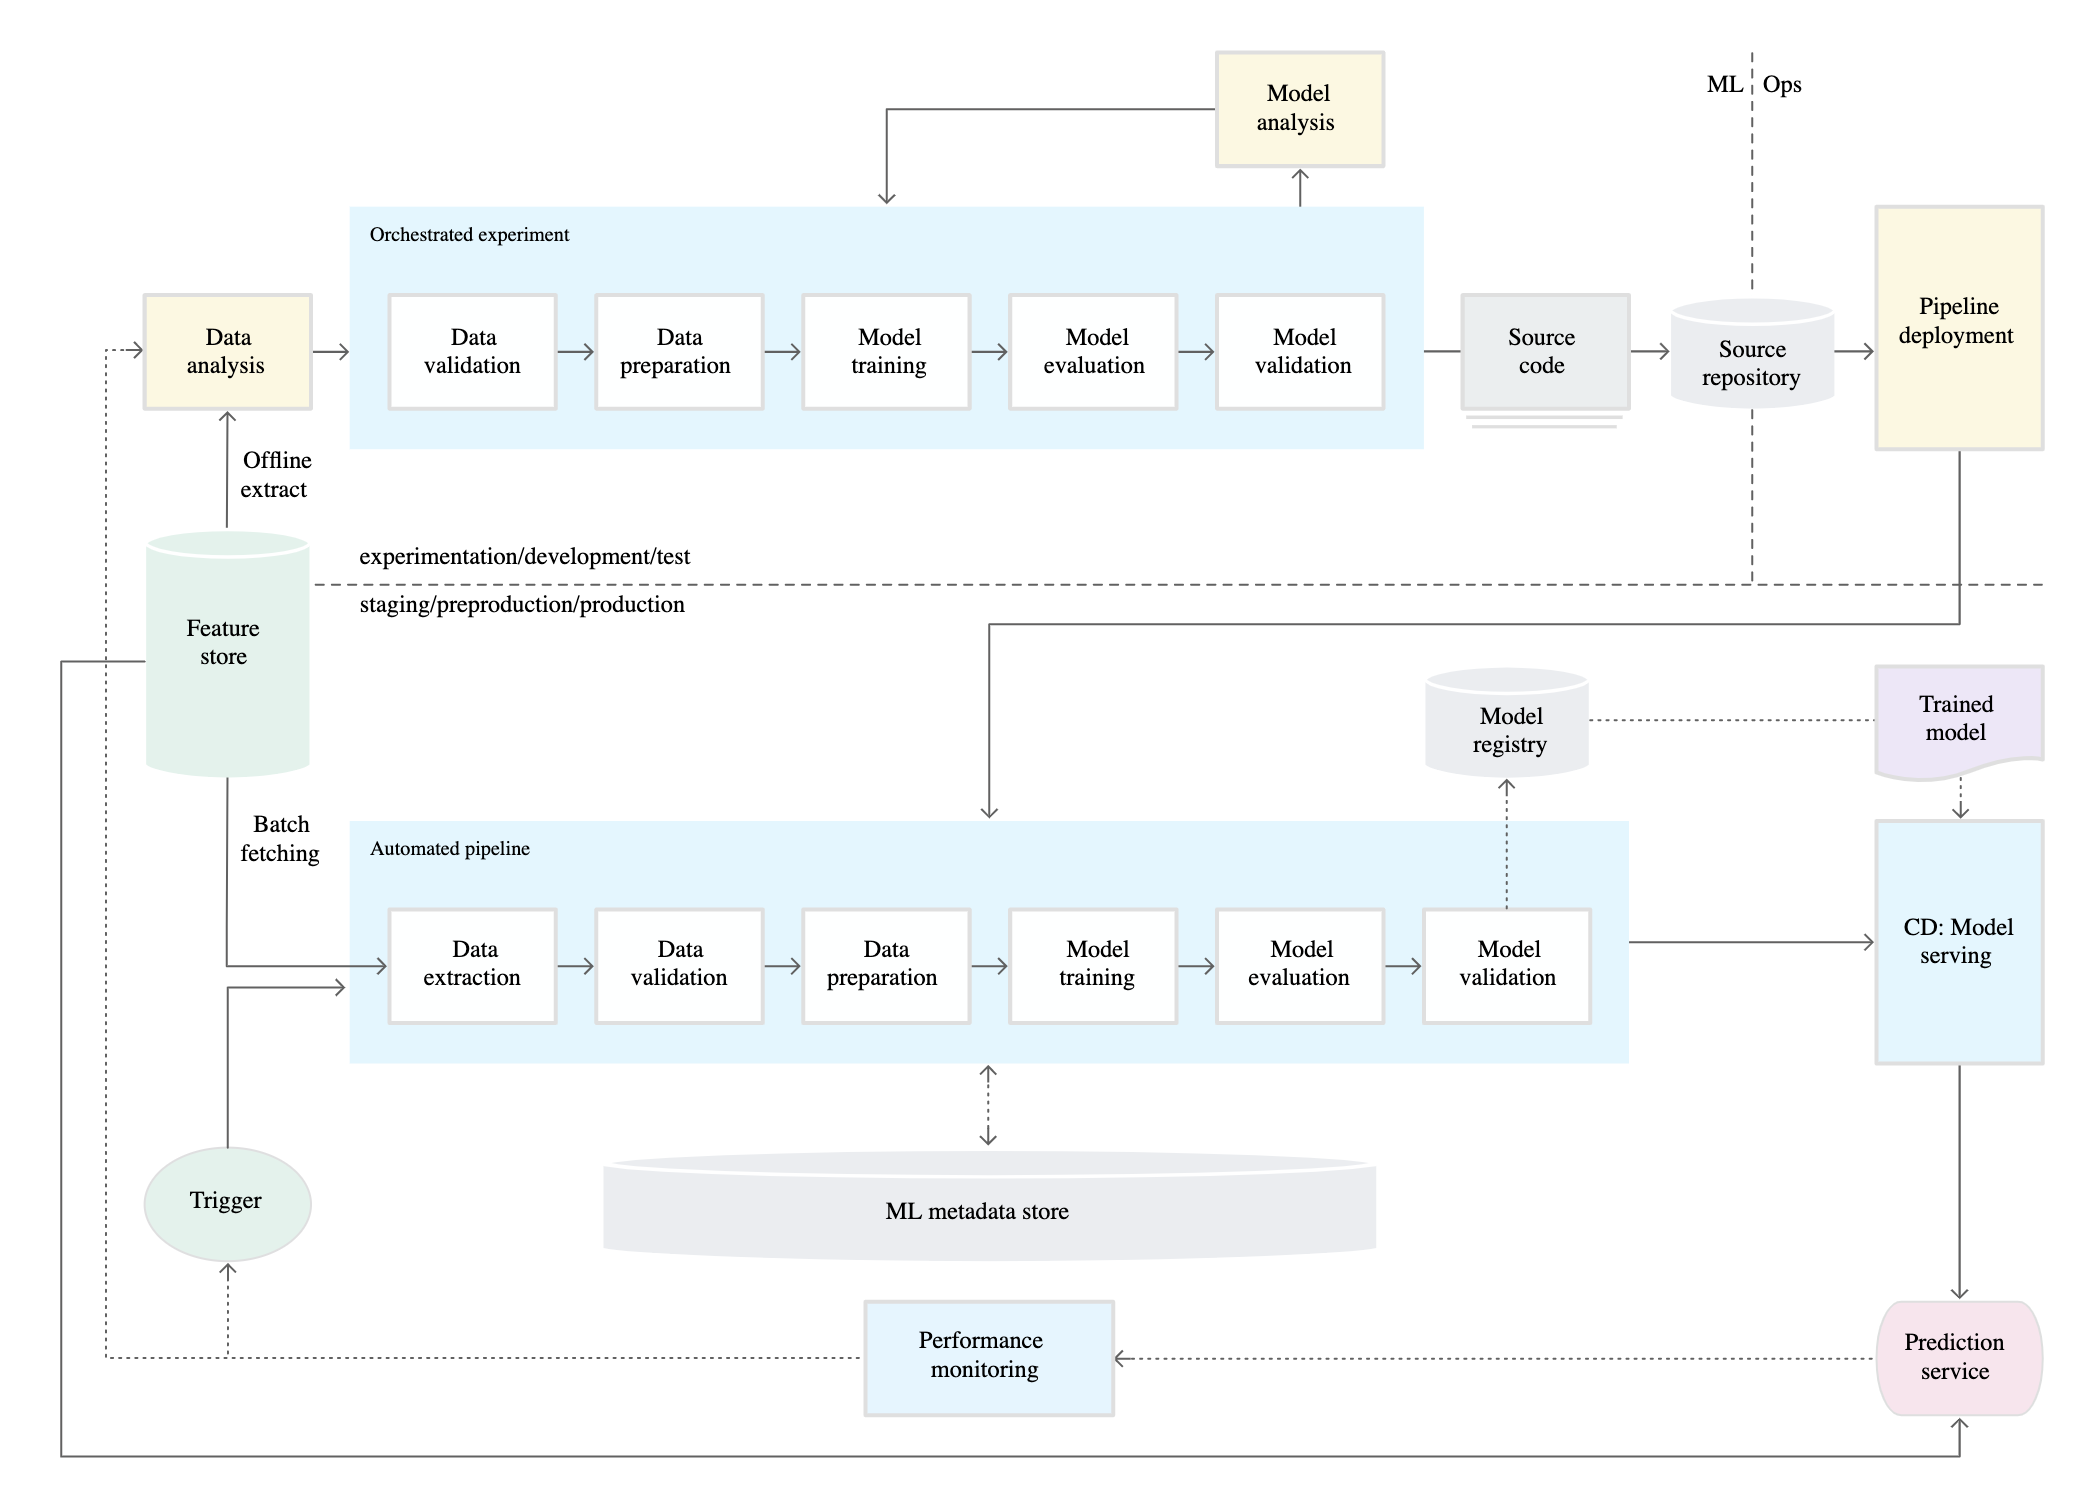 Model
analysis
ML
Ops
Orchestrated experiment
Data
analysis
Data
validation
Data
preparation
Model
training
Model
evaluation
Model
validation
Source
code
Source
repository
Pipeline
deployment
Offline
extract
experimentation/development/test
staging/preproduction/production
Feature
store
Model
registry
Trained
model
Batch
fetching
Automated pipeline
Data
extraction
Data
validation
Data
preparation
Model
training
Model
evaluation
Model
validation
CD: Model
serving
Trigger
ML metadata store
Performance
monitoring
Prediction
service